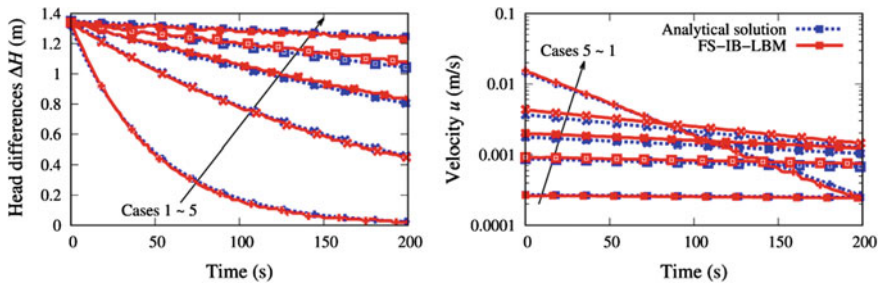 1.4
1.2
1
0.8
0.6
0.4
0.2
0
Head differences ΔH (m)
Cases 1 ~ 5
0
50
100
150
200
Time (s)
0.1
0.01
0.001
0.0001
Velocity u (m/s)
Analytical solution
FS-IB-LBM
Cases 5 ~ 1
0
50
100
150
200
Time (s)